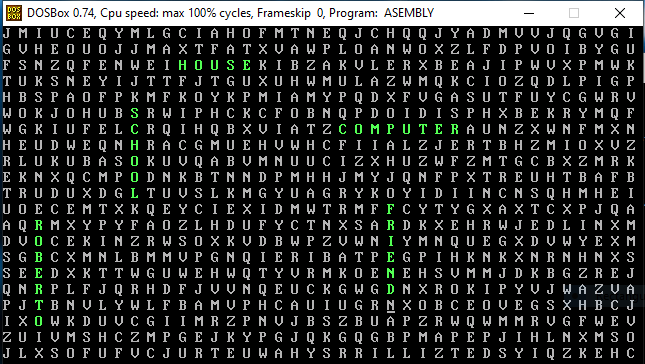 DOSBox 0.74, Cpu speed: max 100% cycles, Frameskip 0, Program: ASEMBLY
J M I U C E Q Y M L G C I A H O F M T N E Q J C H Q Q J Y A D M V V J Q G V G I
G V H E O U O J J M A X T F A T X V A W P L O A N W O X Z L F D P V O I B Y G U
F S N Z Q F E N W E I H O U S E K I B Z A K V L E R X B E A J I P W V X P M W K
T U K S N E Y I J T T F J T G U X U H W M U L A Z W M Q K C I O Z Q D L P I G P
H B S P A O F P K M F K O Y K P M I A M Y P Q D X F V G A S U T F U Y C G W R V
W O K J O H U B S R W I P H C K C F O B N Q P D O I D I S P H X B E K R Y M Q F
W G K I U F E L C R Q I H Q B X V I A T Z C O M P U T E R A U N Z X W N F M X N
H E U D W E Q N H R A C G M U E H V W H C F I I A L Z J E R T B H Z M I O X V Z
R L U K U B A S O K U V Q A B V M N U U C I Z X H U Z W F Z M T G C B X Z M R K
E K N X Q C M P O D N K B T N N D P M H H J M Y J Q N F P X T R E U H T B A F B
T R U D U X D G L T U V S L K M G Y U A G R Y K O Y I D I I N C N S Q H M H E I
U O E C E M T X K Q E Y C I E X I D M W T R M F F C Y T Y G X A X T C X P J Q A
A Q R M X Y P Y F A O Z L H D U F Y C T N X S A R D K X E H R W J E D L I N X M
D V O C E K I N Z R W S O X K V D B W P Z V W N I Y M N Q U E G X D V W Y E X M
S G B C X M N L B M M V P G N Q I E R I B A T P E G P I H H K N X N R N H N X S
S E E D X K T T W G U W E H W Q T Y V R M K O E N E H S V M M J D K B G Z R E J
Q N R P L F J Q R H D F J V V N Q E U C K G W G D N X R O K I P Y V J W A Z V A
P J T B N V L Y W L F B A M V P H C A U I U G R N X O B C E O V E G S X H E C J
I X O W K D U V C G I I M R Z P N V J B S Z B U A P Z R W Q W M M R V G F W E V
Z U I V M S H C Z M P G E J K Q P J Q K G Q G B P M A P E P J I H L N X M S O
J L X S O F U F V C J U R T E U W A H Y S R R I L L I Z T E D S Y I Q Z K E X C